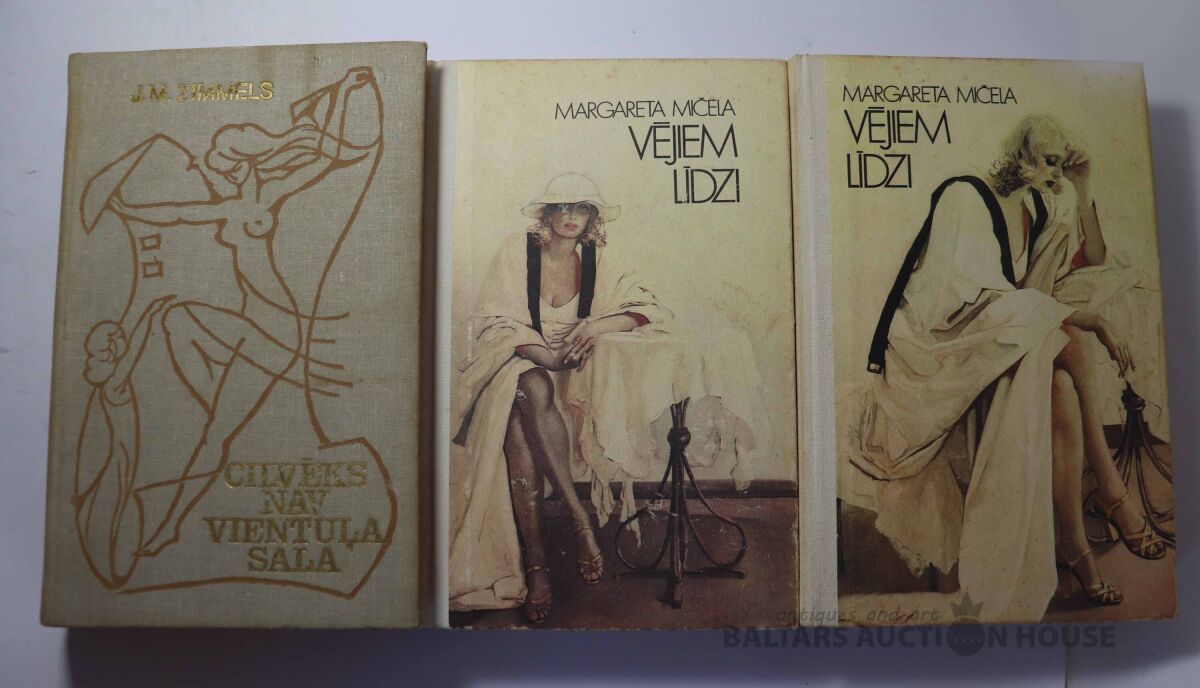 J.M. ZIMMELS
CILVĒKS
NAV
VIENTUĻA
SALA
MARGARETA MIČELA
VĒJIEM
LĪDZI
MARGARETA MIČELA
VĒJIEM
LĪDZI
antiques and art
BALTARS AUCTION HOUSE